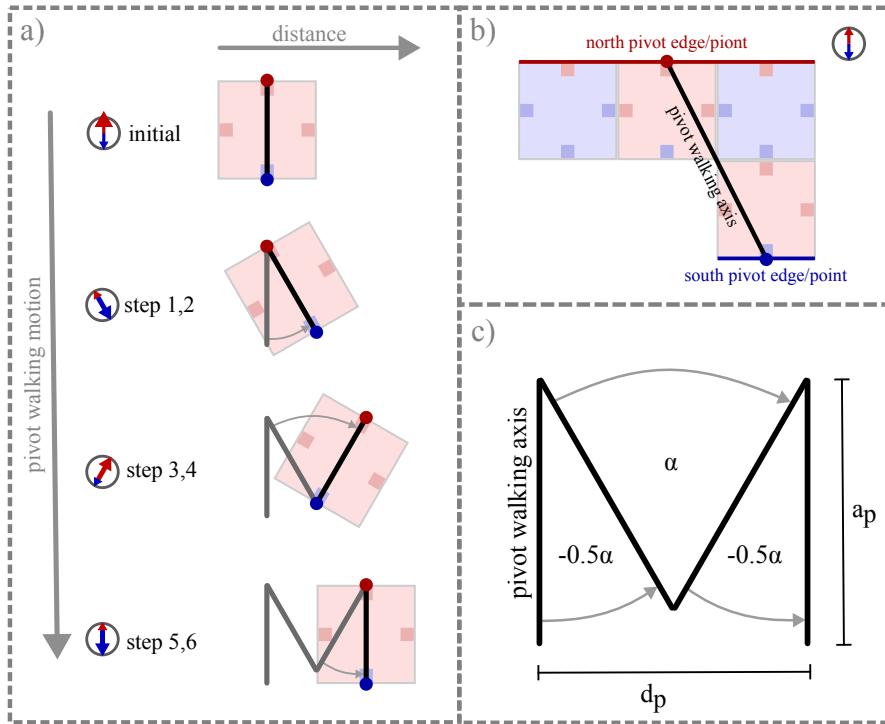 a)
distance
pivot walking motion
initial
step 1,2
step 3,4
step 5,6
b)
north pivot edge/piont
pivot walking axis
south pivot edge/point
c)
pivot walking axis
α
-0.5α
-0.5α
aₚ
dₚ